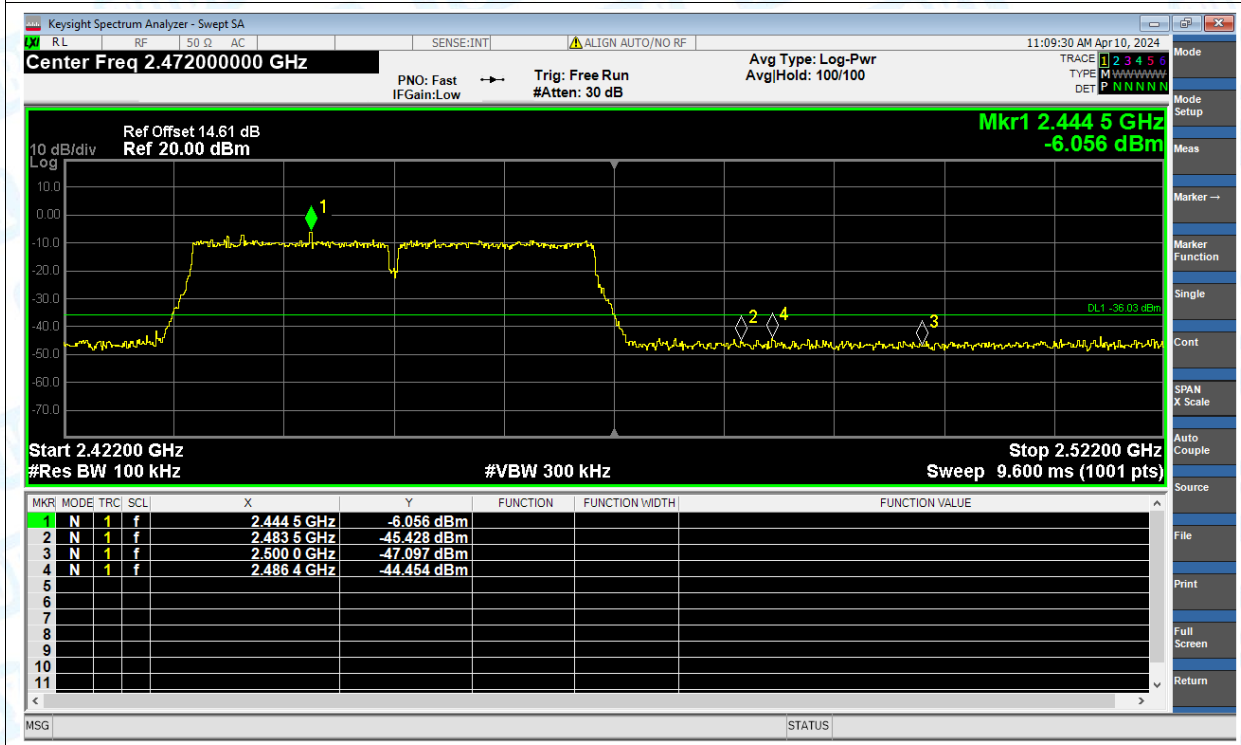 Keysight Spectrum Analyzer - Swept SA
LXI RL RF 50 Ω AC SENSE:INT ALIGN AUTO/NO RF 11:09:30 AM Apr 10, 2024
Center Freq 2.472000000 GHz
PNO: Fast
IFGain:Low
Trig: Free Run
#Atten: 30 dB
Avg Type: Log-Pwr
Avg|Hold: 100/100
TRACE 1 2 3 4 5 6
TYPE M WWWWW
DET P N N N N N
Ref Offset 14.61 dB
10 dB/div Ref 20.00 dBm
Log
Mkr1 2.444 5 GHz
-6.056 dBm
10.0
0.00
-10.0
-20.0
-30.0
-40.0
-50.0
-60.0
-70.0
1
DL1 -36.03 dBm
2 4 3
Start 2.42200 GHz Stop 2.52200 GHz
#Res BW 100 kHz #VBW 300 kHz Sweep 9.600 ms (1001 pts)
MKR MODE TRC SCL X Y FUNCTION FUNCTION WIDTH FUNCTION VALUE
1 N 1 f 2.444 5 GHz -6.056 dBm
2 N 1 f 2.483 5 GHz -45.428 dBm
3 N 1 f 2.500 0 GHz -47.097 dBm
4 N 1 f 2.486 4 GHz -44.454 dBm
5
6
7
8
9
10
11
MSG STATUS
Mode
Mode
Setup
Meas
Marker →
Marker
Function
Single
Cont
SPAN
X Scale
Auto
Couple
Source
File
Print
Full
Screen
Return